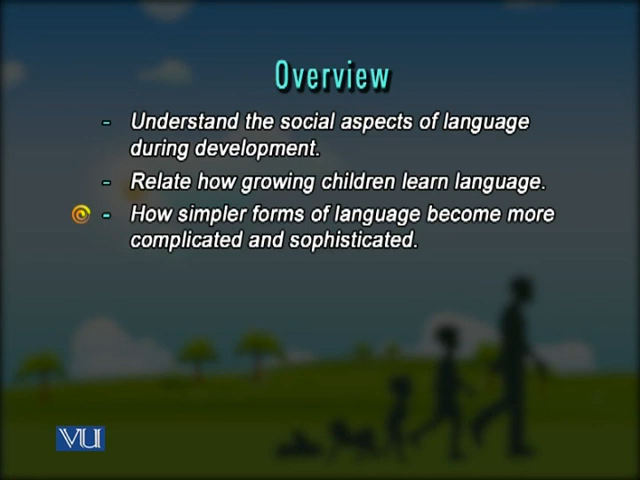 Overview
- Understand the social aspects of language
during development.
- Relate how growing children learn language.
- How simpler forms of language become more
complicated and sophisticated.
VU